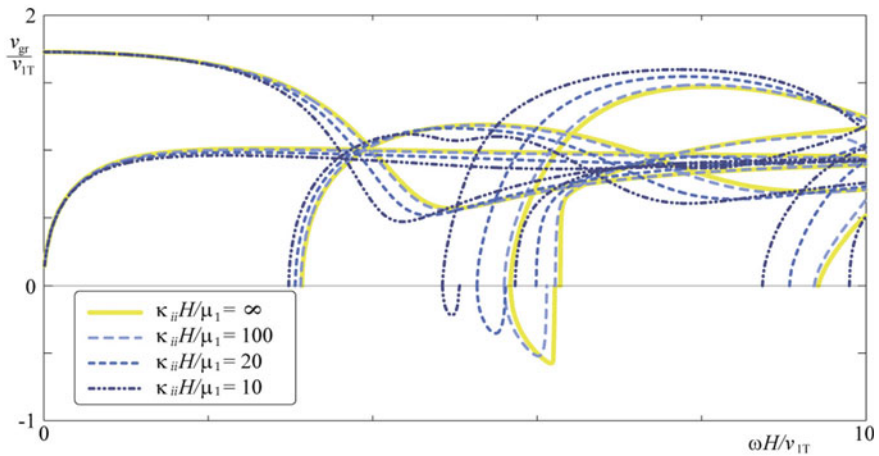 2
v_gr
v_1T
0
κ_ii H/μ_1 = ∞
κ_ii H/μ_1 = 100
κ_ii H/μ_1 = 20
κ_ii H/μ_1 = 10
-1
0
10
ωH/v_1T